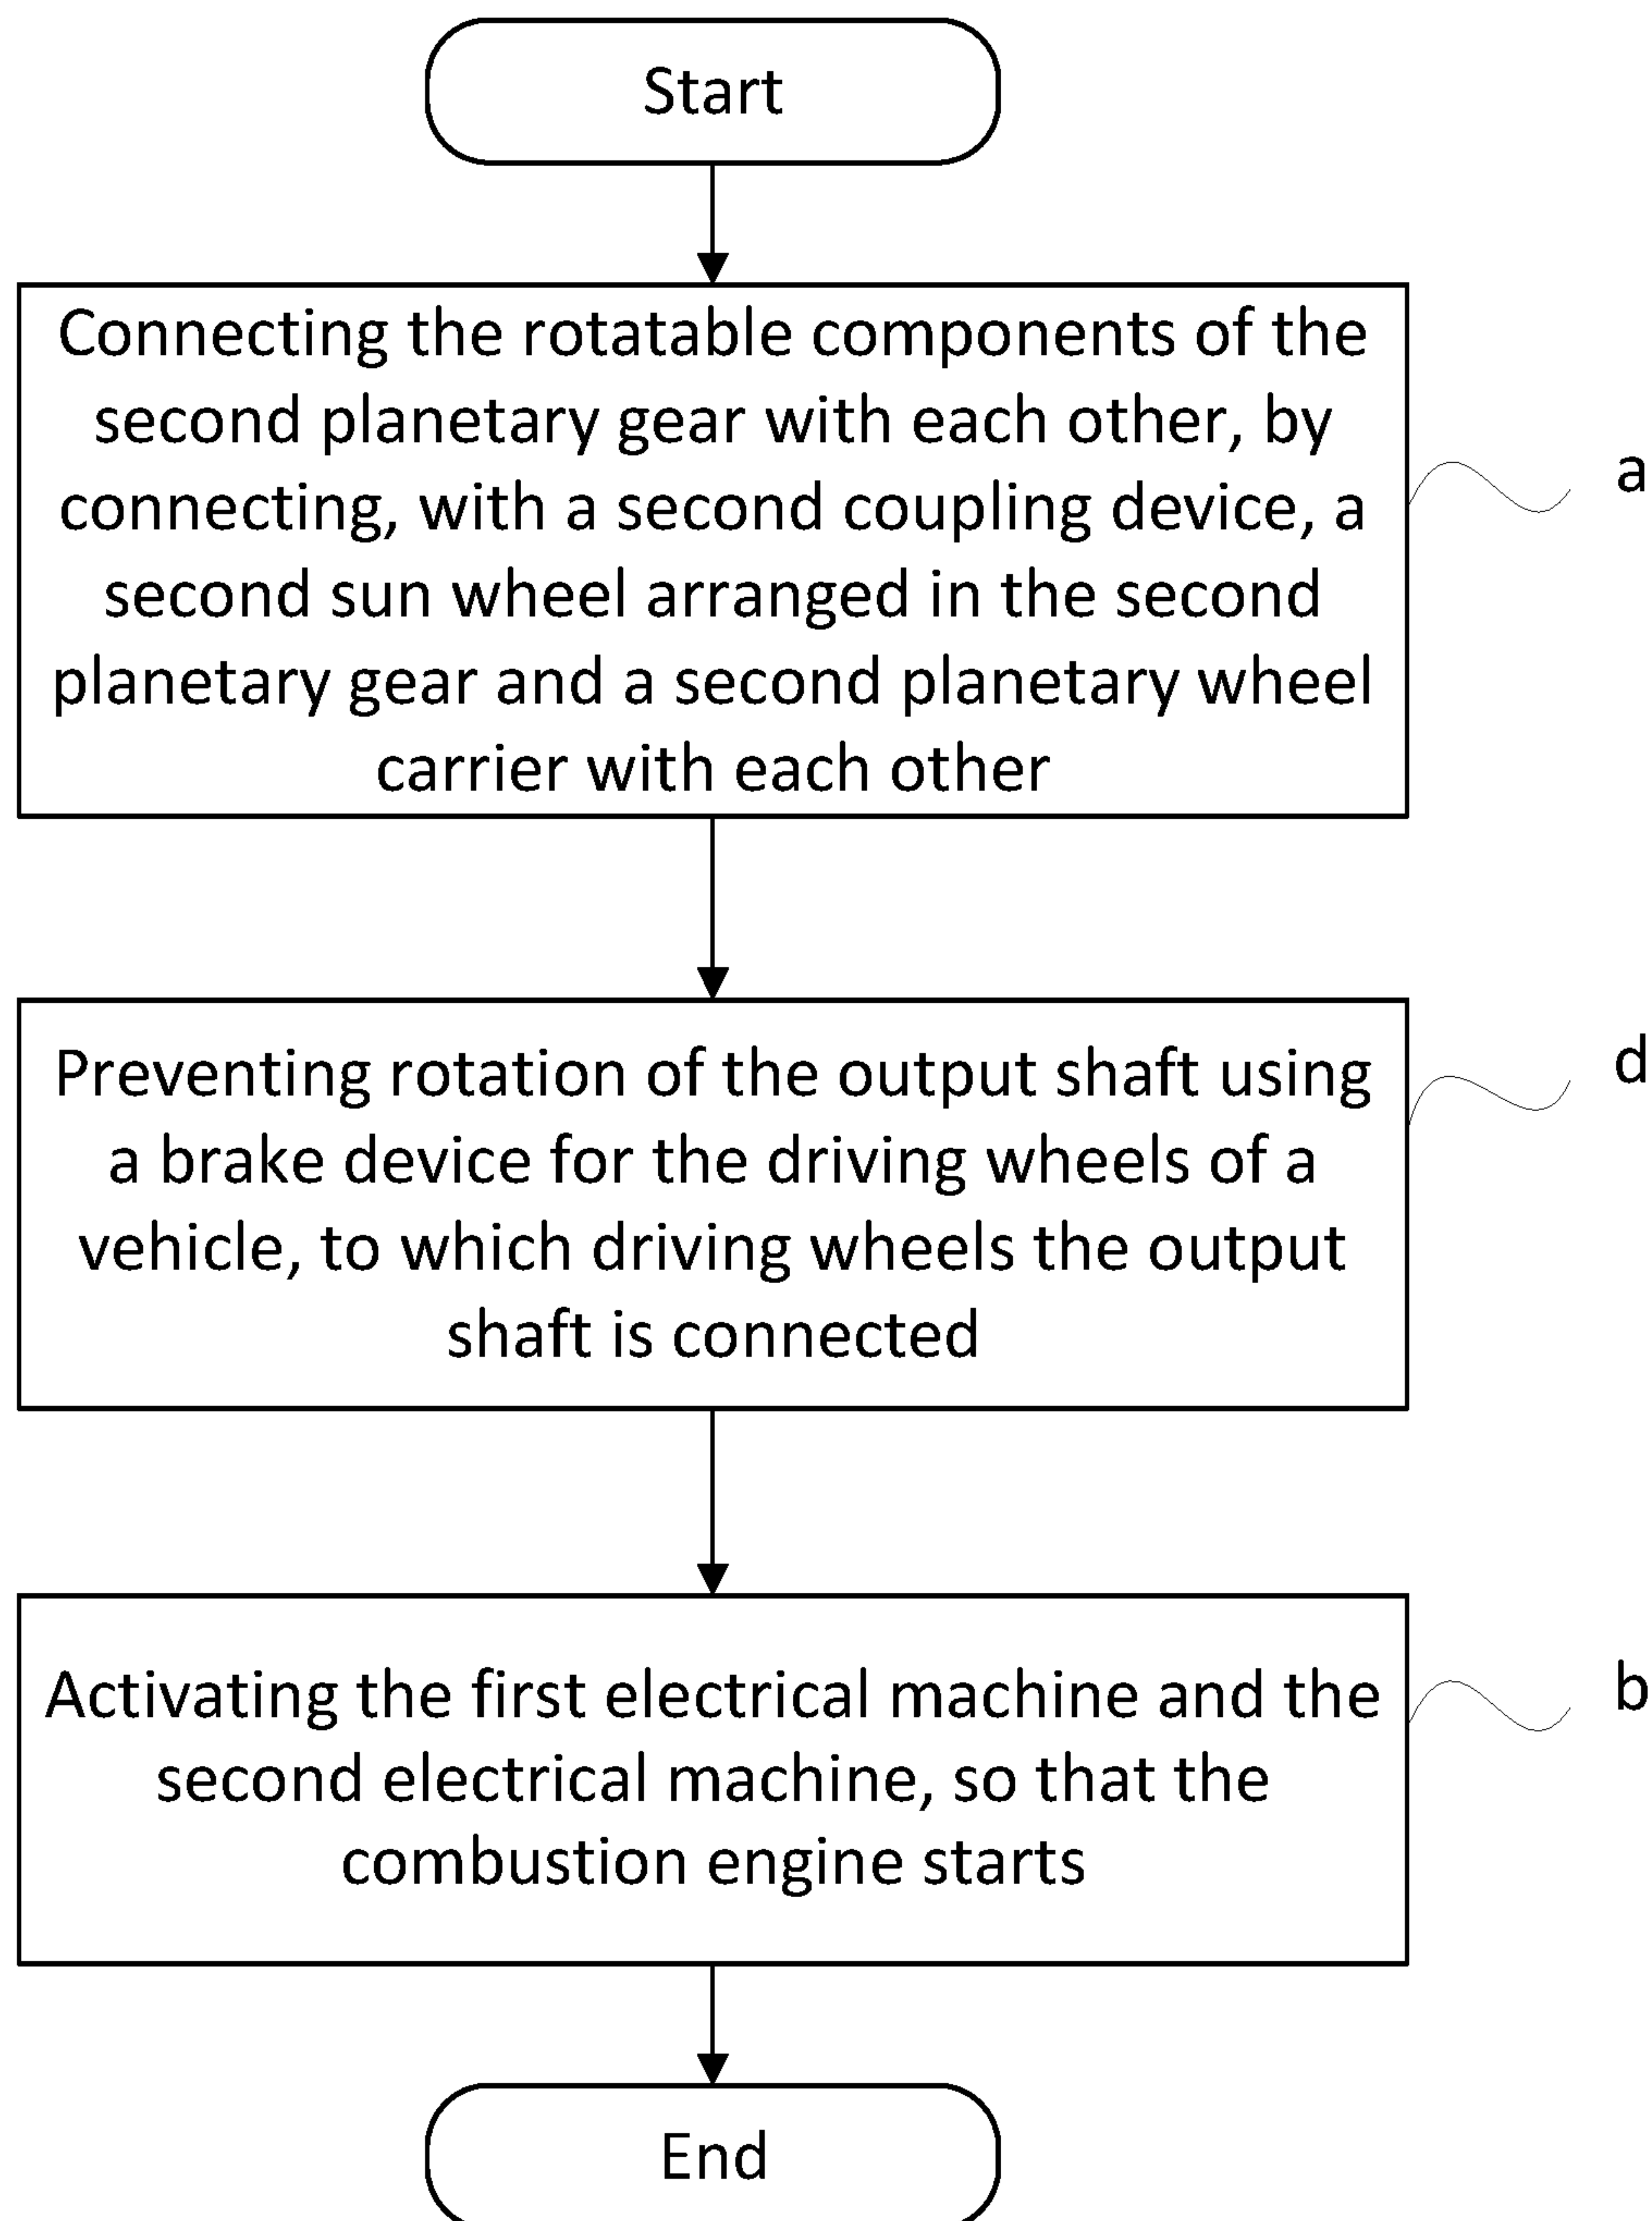 Start
Connecting the rotatable components of the
second planetary gear with each other, by
connecting, with a second coupling device, a
second sun wheel arranged in the second
planetary gear and a second planetary wheel
carrier with each other
a
Preventing rotation of the output shaft using
a brake device for the driving wheels of a
vehicle, to which driving wheels the output
shaft is connected
d
Activating the first electrical machine and the
second electrical machine, so that the
combustion engine starts
b
End